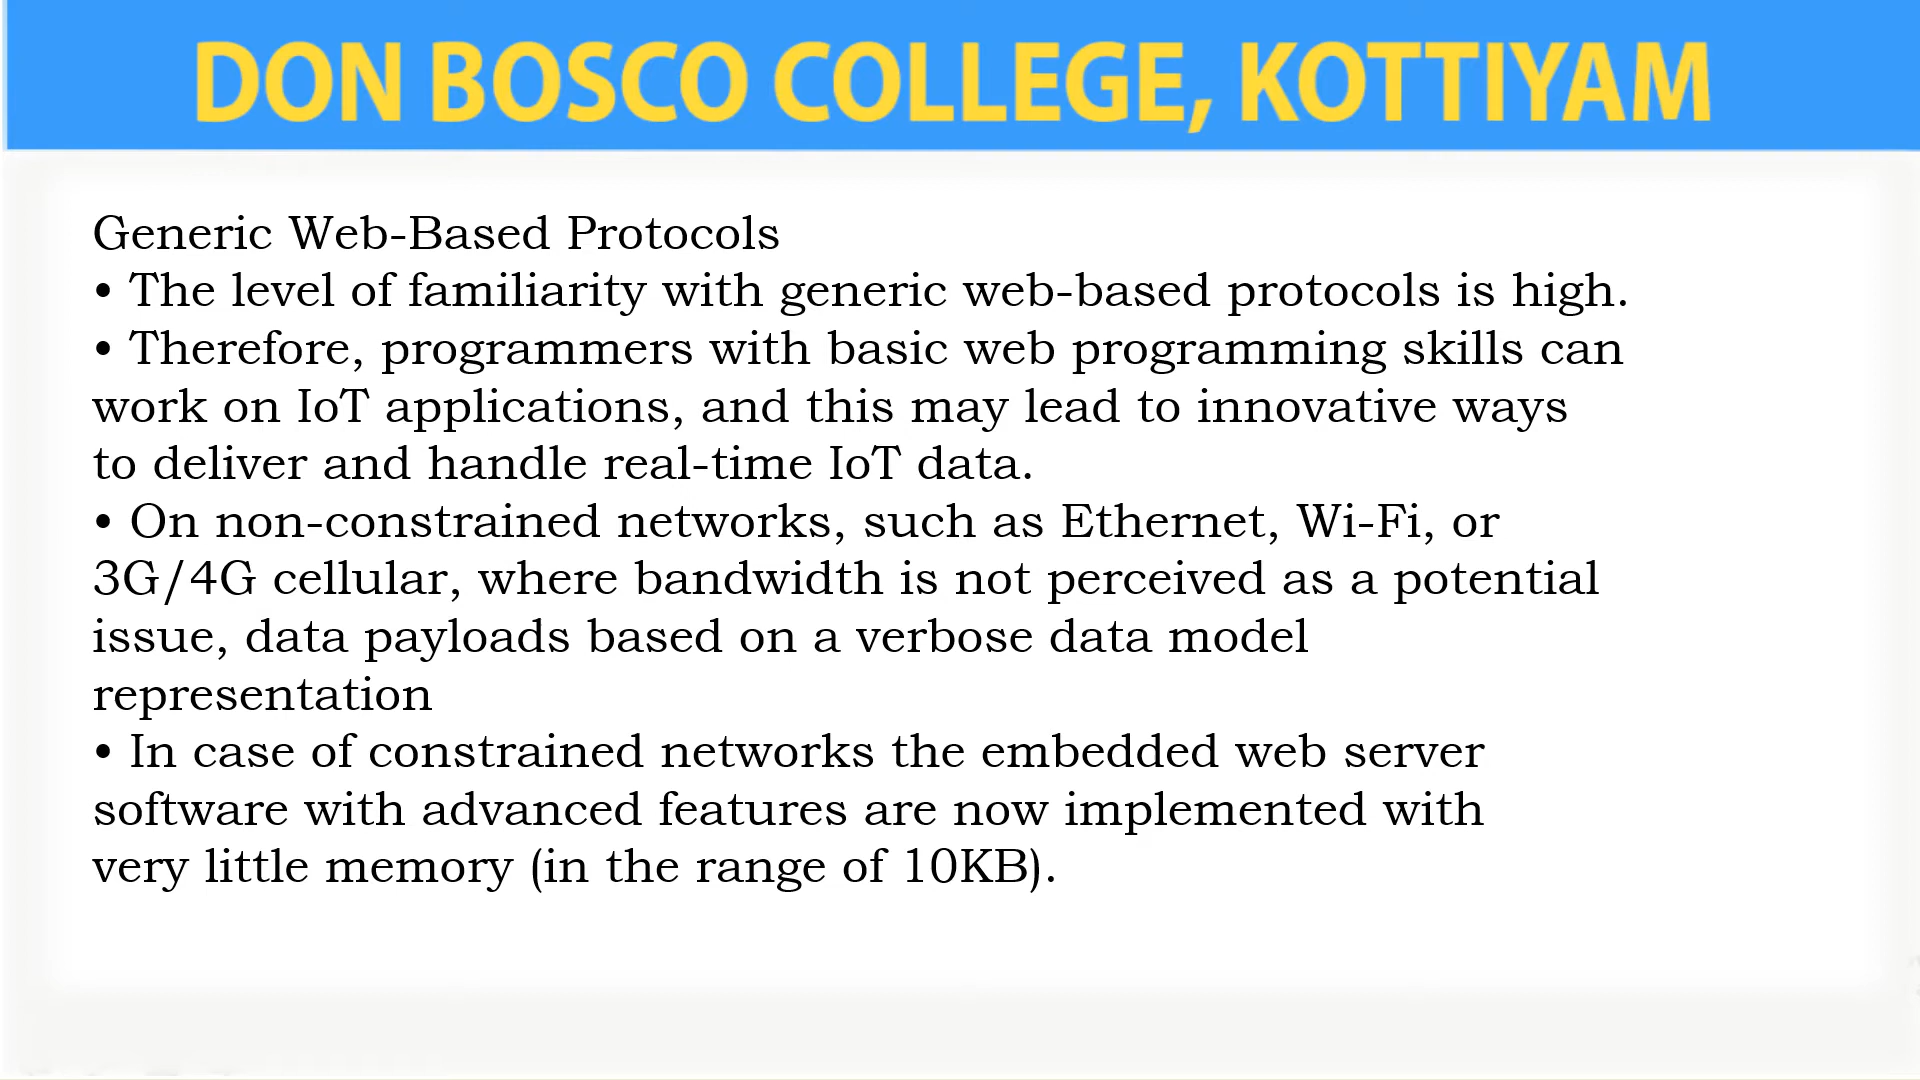 DON BOSCO COLLEGE, KOTTIYAM
Generic Web-Based Protocols
• The level of familiarity with generic web-based protocols is high.
• Therefore, programmers with basic web programming skills can
work on IoT applications, and this may lead to innovative ways
to deliver and handle real-time IoT data.
• On non-constrained networks, such as Ethernet, Wi-Fi, or
3G/4G cellular, where bandwidth is not perceived as a potential
issue, data payloads based on a verbose data model
representation
• In case of constrained networks the embedded web server
software with advanced features are now implemented with
very little memory (in the range of 10KB).